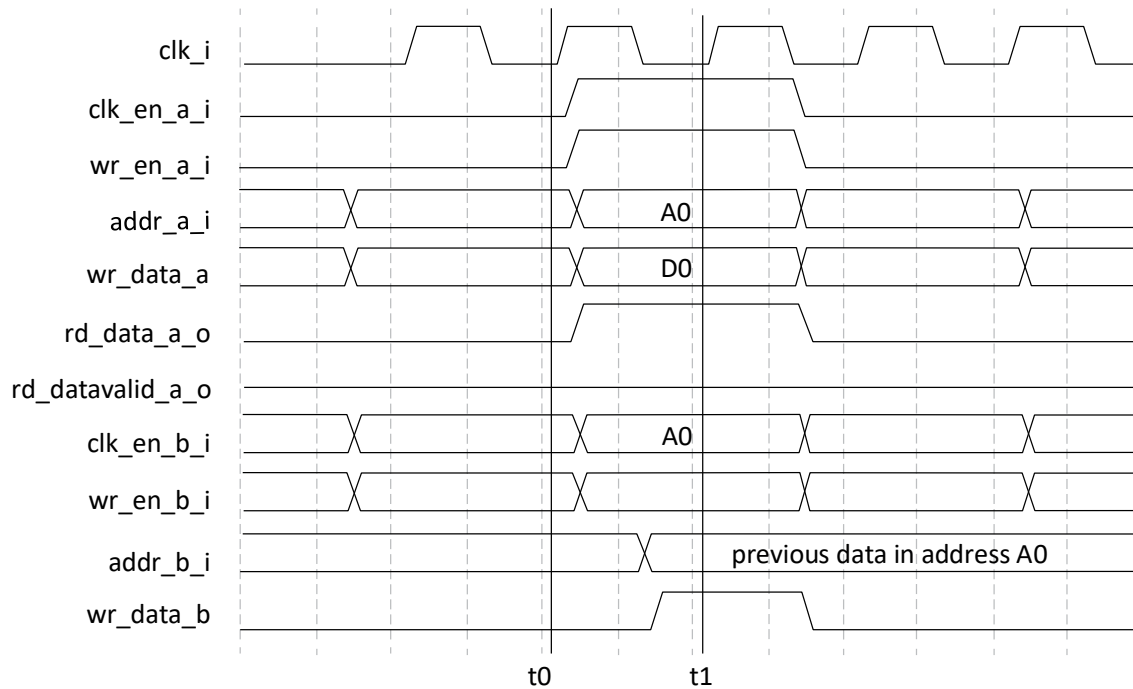 clk_i
clk_en_a_i
wr_en_a_i
addr_a_i
A0
wr_data_a
D0
rd_data_a_o
rd_datavalid_a_o
clk_en_b_i
A0
wr_en_b_i
addr_b_i
previous data in address A0
wr_data_b
t0
t1